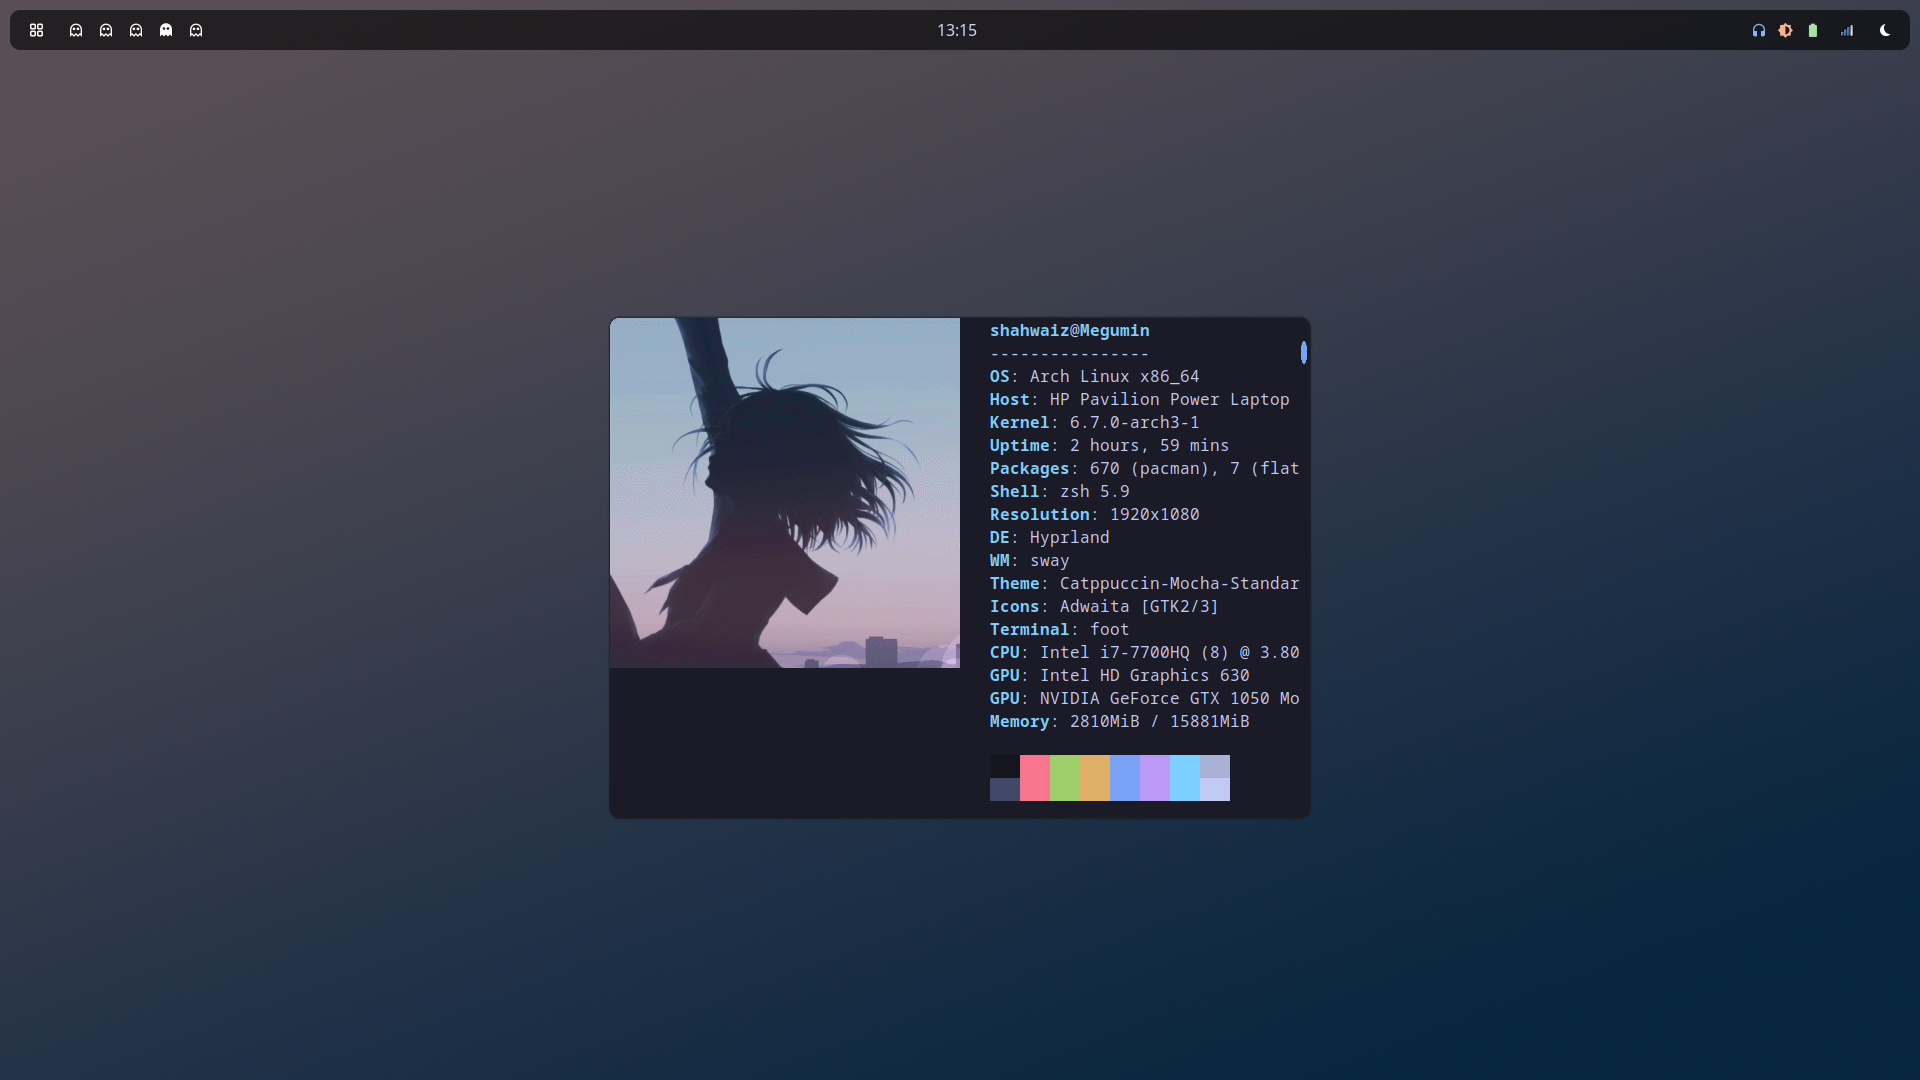 13:15
shahwaiz@Megumin
----------------
OS: Arch Linux x86_64
Host: HP Pavilion Power Laptop
Kernel: 6.7.0-arch3-1
Uptime: 2 hours, 59 mins
Packages: 670 (pacman), 7 (flat
Shell: zsh 5.9
Resolution: 1920x1080
DE: Hyprland
WM: sway
Theme: Catppuccin-Mocha-Standar
Icons: Adwaita [GTK2/3]
Terminal: foot
CPU: Intel i7-7700HQ (8) @ 3.80
GPU: Intel HD Graphics 630
GPU: NVIDIA GeForce GTX 1050 Mo
Memory: 2810MiB / 15881MiB